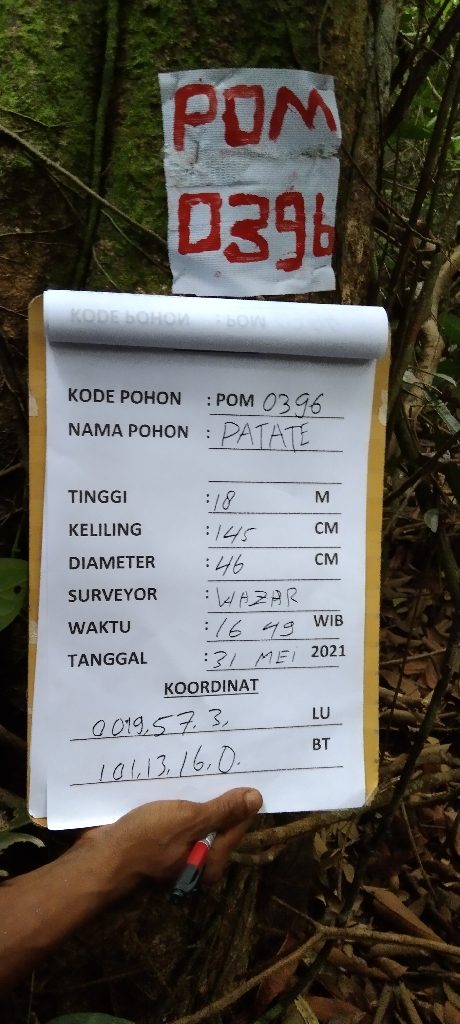 POM
0396
KODE POHON : POM
KODE POHON : POM 0396
NAMA POHON : PATATE
TINGGI : 18 M
KELILING : 145 CM
DIAMETER : 46 CM
SURVEYOR : WAZAR
WAKTU : 16 49 WIB
TANGGAL : 31 MEI 2021
KOORDINAT
0019.57.3. LU
101.13.16.0. BT